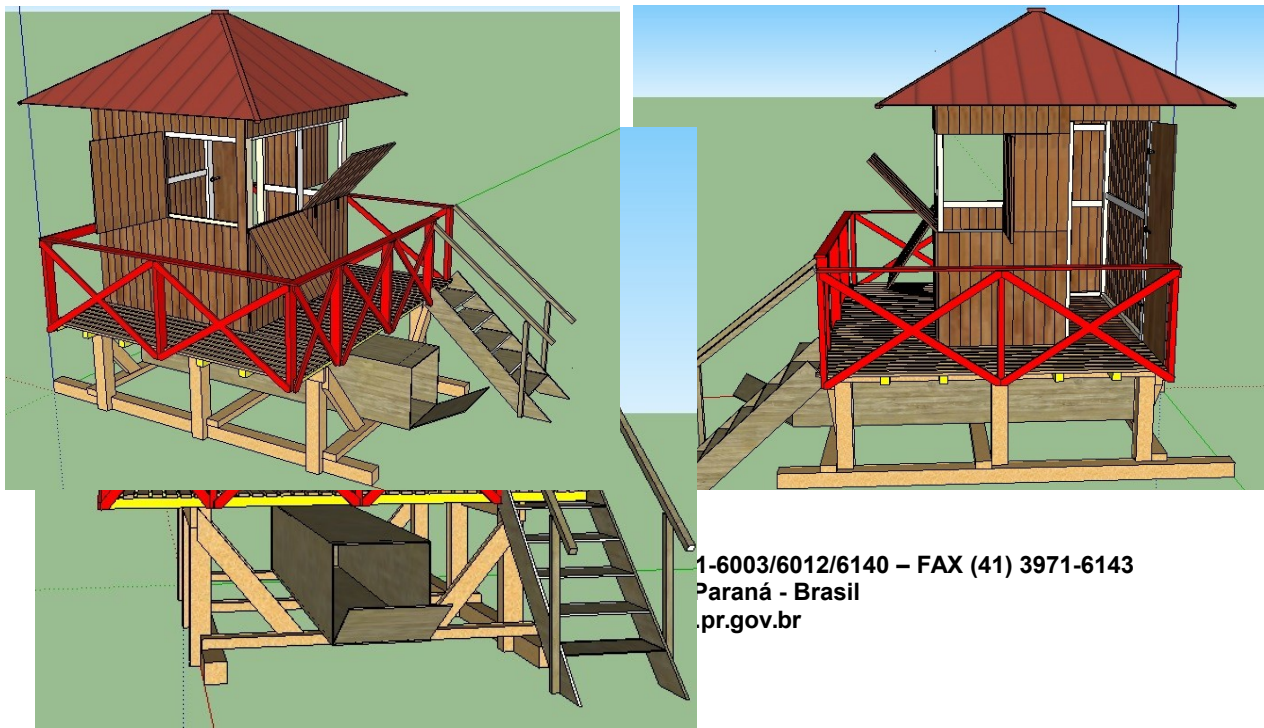 1-6003/6012/6140 – FAX (41) 3971-6143
Paraná - Brasil
.pr.gov.br